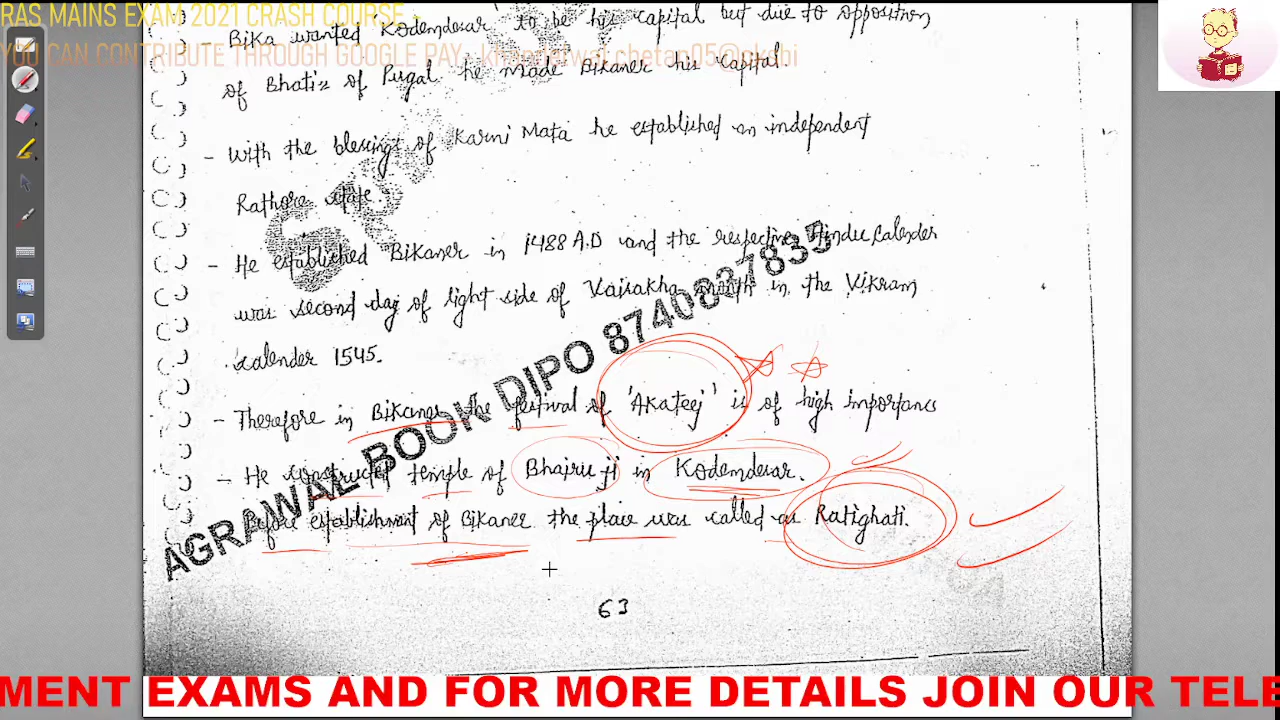 RAS MAINS EXAM 2021 CRASH COURSE -
YOU CAN CONTRIBUTE THROUGH GOOGLE PAY- khandelwal.chetan05@okicici
- Bika wanted Kodemdesar to be his capital but due to opposition
of Bhatis of Pugal he made Bikaner his capital.
- With the blessings of Karni Mata he established an independent
Rathore state.
- He established Bikaner in 1488 A.D and the respective Hindu Calender
was second day of light side of Vaisakha month in the Vikram
calender 1545.
- Therefore in Bikaner the festival of 'Akateej' is of high importance
- He constructed temple of Bhairu Ji in Kodemdesar.
- Before establishment of Bikaner the place was called as Ratighati.
AGRAWAL BOOK DIPO 8740837835
63
MENT EXAMS AND FOR MORE DETAILS JOIN OUR TELE